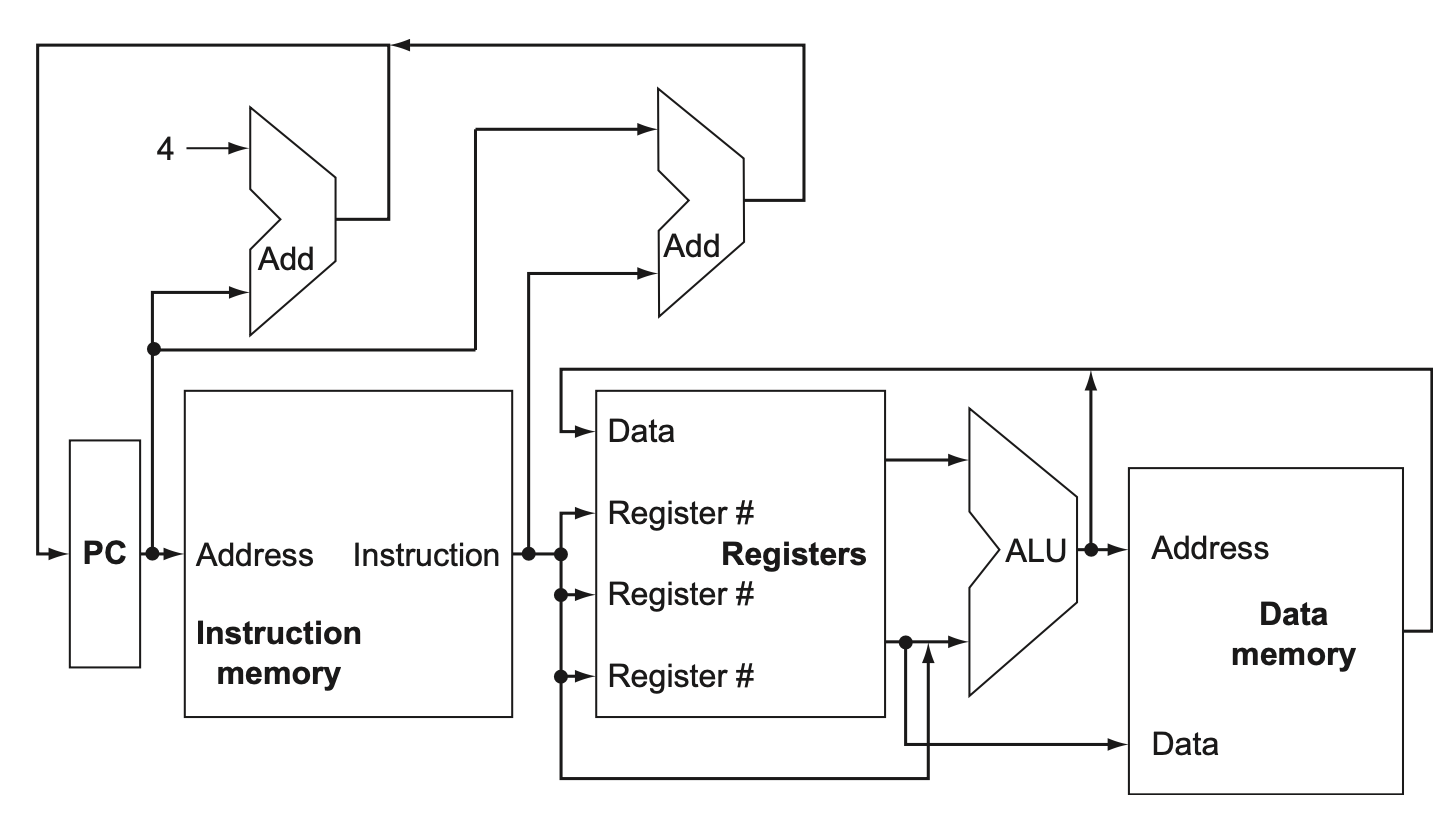 4
Add
Add
Data
Register #
PC
Address
Instruction
Registers
ALU
Address
Register #
Instruction
memory
Data
memory
Register #
Data